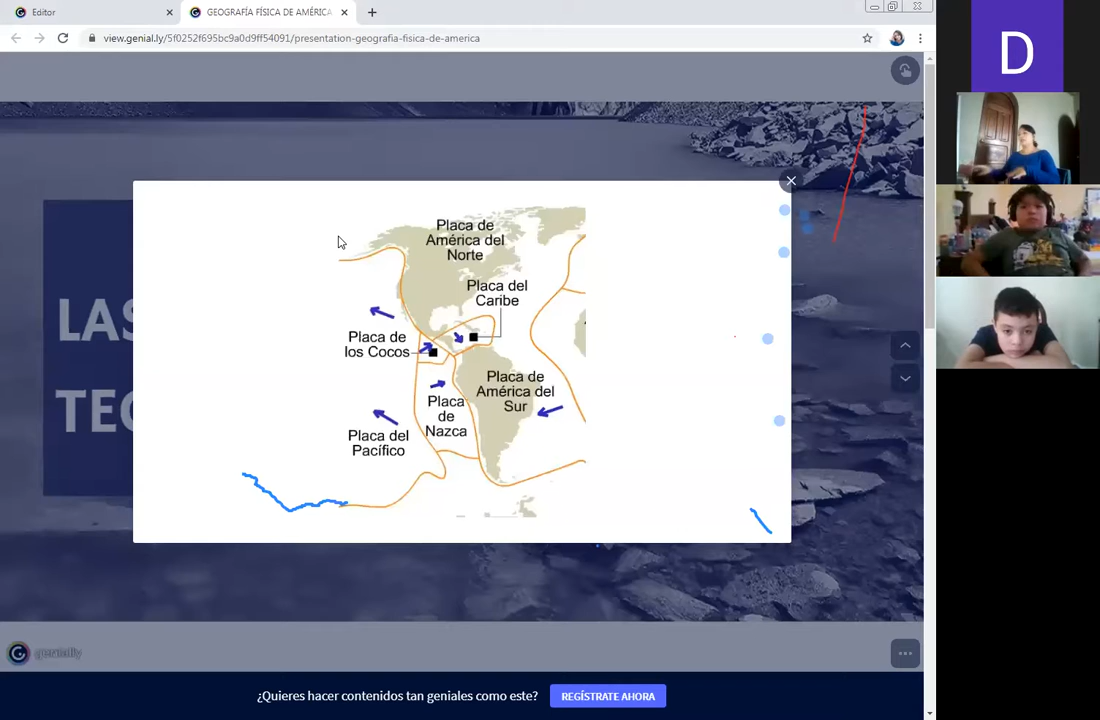 Editor
GEOGRAFÍA FÍSICA DE AMÉRICA
view.genial.ly/5f0252f695bc9a0d9ff54091/presentation-geografia-fisica-de-america
D
LAS
TEC
Placa de
América del
Norte
Placa del
Caribe
Placa de
los Cocos
Placa de
América del
Sur
Placa
de
Nazca
Placa del
Pacífico
genially
¿Quieres hacer contenidos tan geniales como este?
REGÍSTRATE AHORA